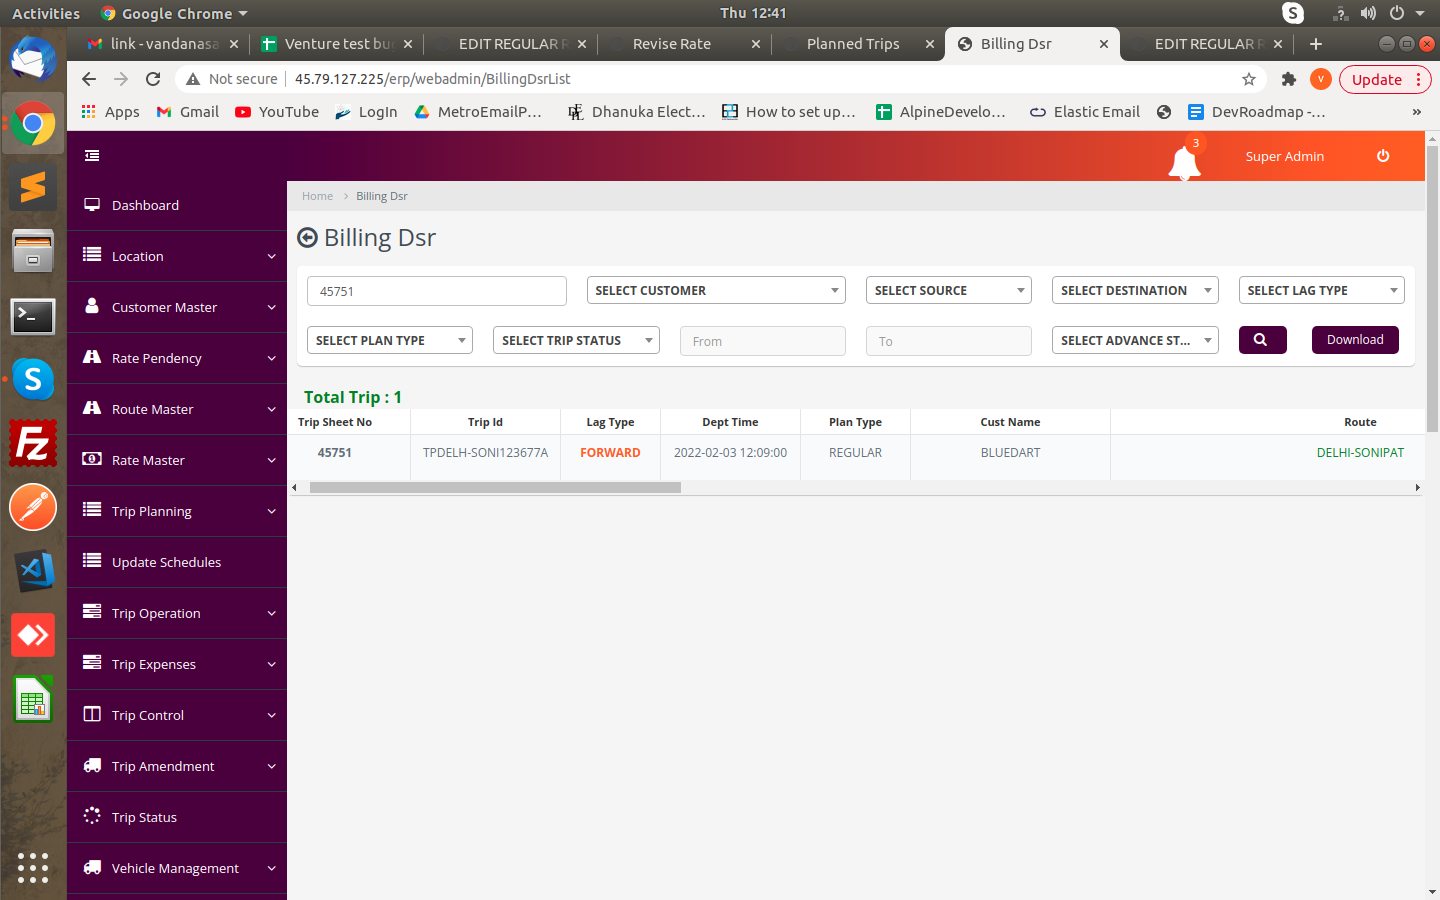 Activities Google Chrome Thu 12:41
link - vandanasa Venture test bu EDIT REGULAR R Revise Rate Planned Trips Billing Dsr EDIT REGULAR R
Not secure 45.79.127.225/erp/webadmin/BillingDsrList V Update
Apps Gmail YouTube LogIn MetroEmailP… Dhanuka Elect… How to set up… AlpineDevelo… Elastic Email DevRoadmap -… »
3
Super Admin
Dashboard
Location
Customer Master
Rate Pendency
Route Master
Rate Master
Trip Planning
Update Schedules
Trip Operation
Trip Expenses
Trip Control
Trip Amendment
Trip Status
Vehicle Management
Home > Billing Dsr
Billing Dsr
45751 SELECT CUSTOMER SELECT SOURCE SELECT DESTINATION SELECT LAG TYPE
SELECT PLAN TYPE SELECT TRIP STATUS From To SELECT ADVANCE ST... Download
Total Trip : 1
Trip Sheet No Trip Id Lag Type Dept Time Plan Type Cust Name Route
45751 TPDELH-SONI123677A FORWARD 2022-02-03 12:09:00 REGULAR BLUEDART DELHI-SONIPAT